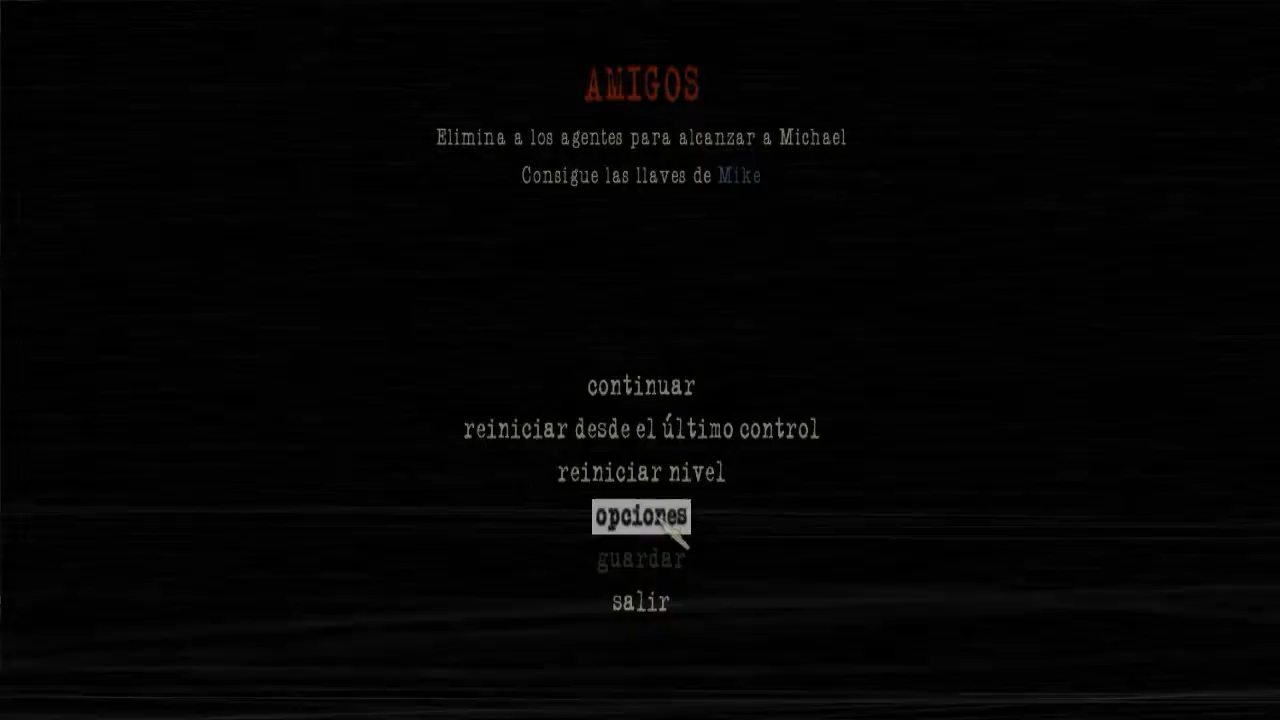 AMIGOS
Elimina a los agentes para alcanzar a Michael
Consigue las llaves de Mike
continuar
reiniciar desde el último control
reiniciar nivel
opciones
guardar
salir